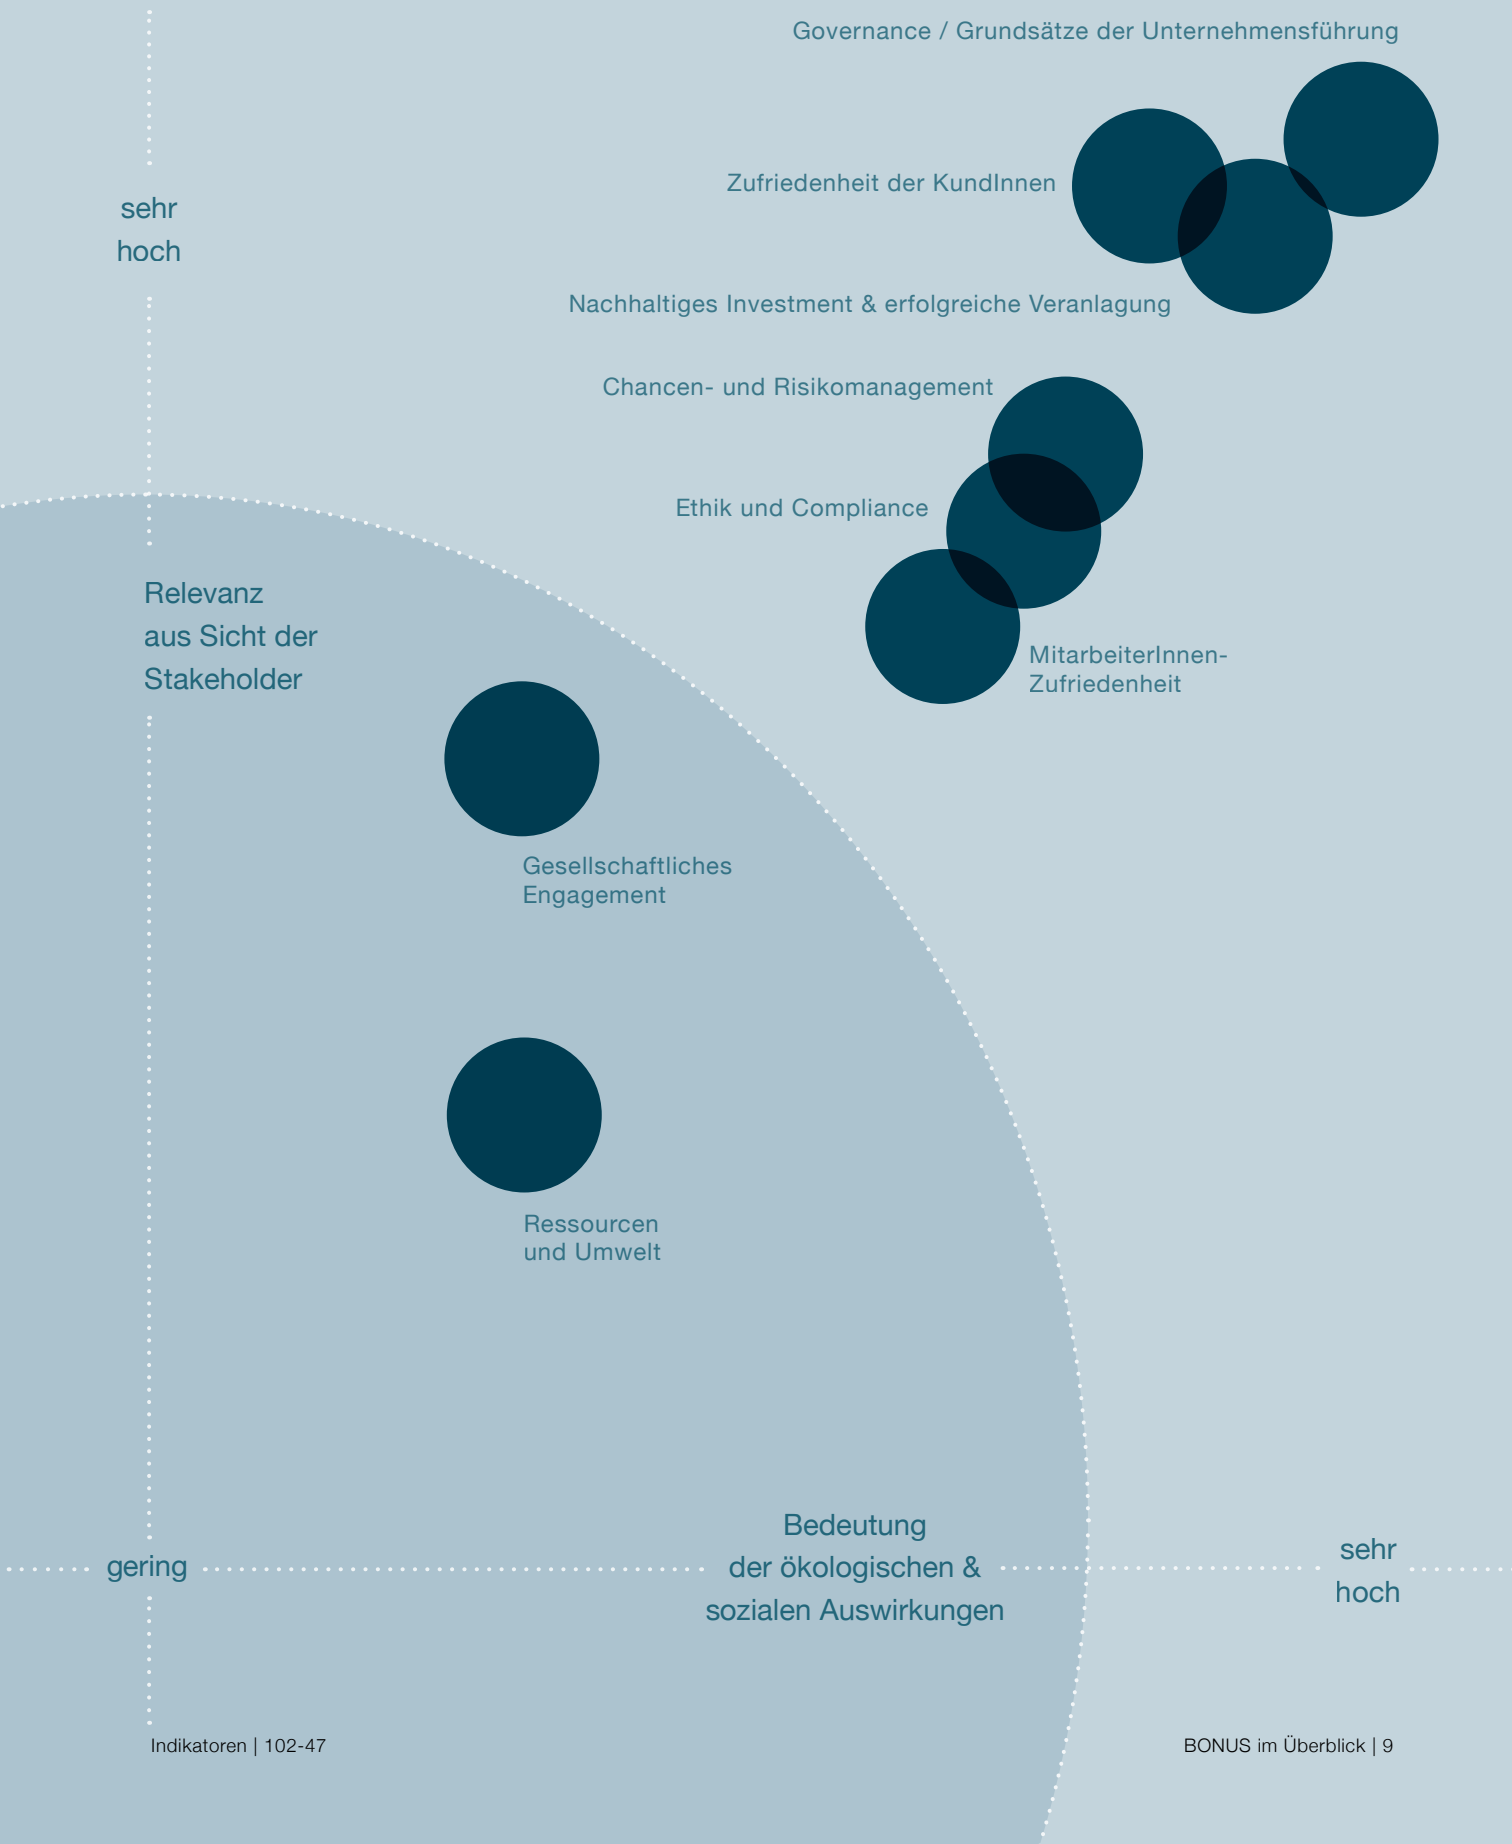 Governance / Grundsätze der Unternehmensführung
Zufriedenheit der KundInnen
sehr
hoch
Nachhaltiges Investment & erfolgreiche Veranlagung
Chancen- und Risikomanagement
Ethik und Compliance
Relevanz
aus Sicht der
Stakeholder
MitarbeiterInnen-
Zufriedenheit
Gesellschaftliches
Engagement
Ressourcen
und Umwelt
gering
Bedeutung
der ökologischen &
sozialen Auswirkungen
sehr
hoch
Indikatoren | 102-47
BONUS im Überblick | 9